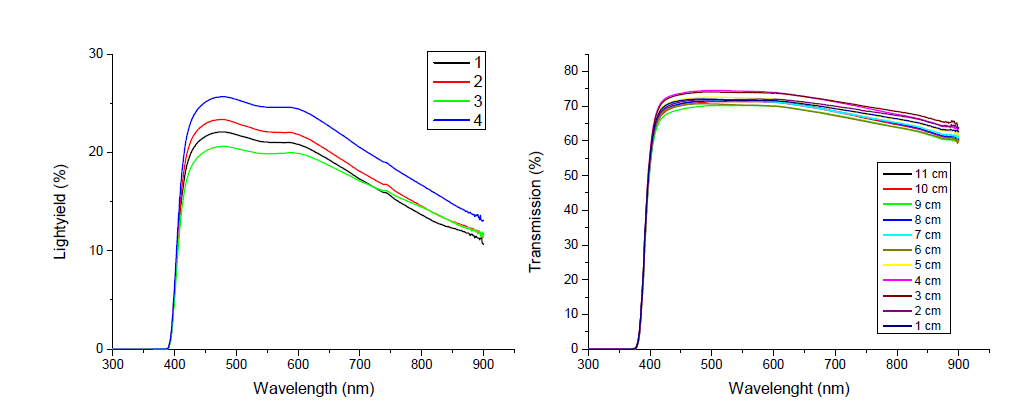 30
20
10
0
300
400
500
600
700
800
900
Lightyield (%)
Wavelength (nm)
1
2
3
4
80
70
60
50
40
30
20
10
0
300
400
500
600
700
800
900
Transmission (%)
Wavelenght (nm)
11 cm
10 cm
9 cm
8 cm
7 cm
6 cm
5 cm
4 cm
3 cm
2 cm
1 cm